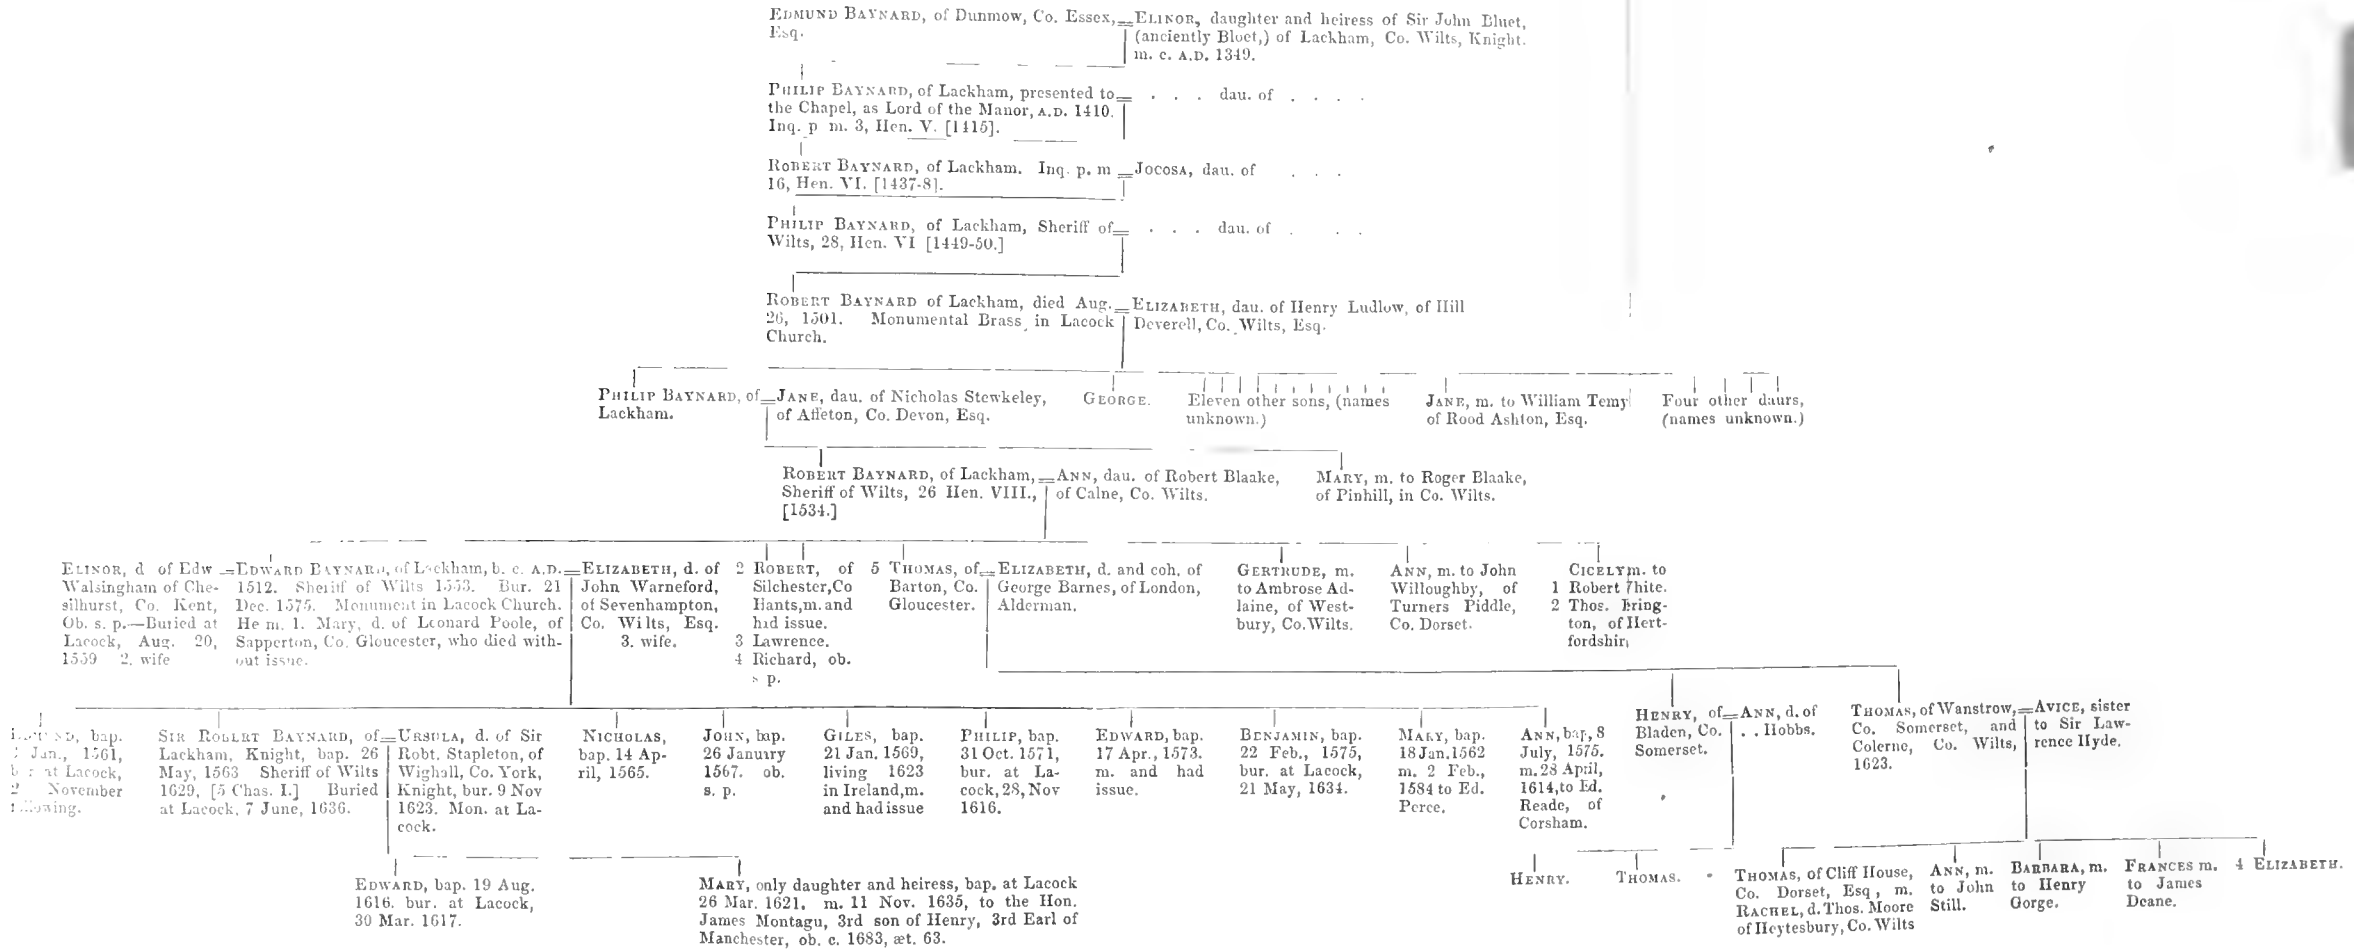 EDMUND BAYNARD, of Dunmow, Co. Essex,
Esq.
ELINOR, daughter and heiress of Sir John Bluet,
(anciently Bloet,) of Lackham, Co. Wilts, Knight.
m. c. A.D. 1349.
PHILIP BAYNARD, of Lackham, presented to
the Chapel, as Lord of the Manor, A.D. 1410.
Inq. p m. 3, Hen. V. [1415].
. . . dau. of . . . .
ROBERT BAYNARD, of Lackham. Inq. p. m
16, Hen. VI. [1437-8].
JOCOSA, dau. of . . .
PHILIP BAYNARD, of Lackham, Sheriff of
Wilts, 28, Hen. VI [1449-50.]
. . . dau. of . . .
ROBERT BAYNARD of Lackham, died Aug.
26, 1501. Monumental Brass in Lacock
Church.
ELIZABETH, dau. of Henry Ludlow, of Hill
Deverell, Co. Wilts, Esq.
PHILIP BAYNARD, of
Lackham.
JANE, dau. of Nicholas Stewkeley,
of Affeton, Co. Devon, Esq.
GEORGE.
Eleven other sons, (names
unknown.)
JANE, m. to William Temy
of Rood Ashton, Esq.
Four other daurs,
(names unknown.)
ROBERT BAYNARD, of Lackham,
Sheriff of Wilts, 26 Hen. VIII.,
[1534.]
ANN, dau. of Robert Blaake,
of Calne, Co. Wilts.
MARY, m. to Roger Blaake,
of Pinhill, in Co. Wilts.
ELINOR, d of Edw
Walsingham of Che-
silhurst, Co. Kent,
Ob. s. p.—Buried at
Lacock, Aug. 20,
1559 2. wife
EDWARD BAYNARD, of Lackham, b. c. A.D.
1512. Sheriff of Wilts 1553. Bur. 21
Dec. 1575. Monument in Lacock Church.
He m. 1. Mary, d. of Leonard Poole, of
Sapperton, Co. Gloucester, who died with-
out issue.
ELIZABETH, d. of
John Warneford,
of Sevenhampton,
Co. Wilts, Esq.
3. wife.
2 ROBERT, of
Silchester, Co
Hants, m. and
had issue.
3 Lawrence.
4 Richard, ob.
s p.
5 THOMAS, of
Barton, Co.
Gloucester.
ELIZABETH, d. and coh. of
George Barnes, of London,
Alderman.
GERTRUDE, m.
to Ambrose Ad-
laine, of West-
bury, Co. Wilts.
ANN, m. to John
Willoughby, of
Turners Piddle,
Co. Dorset.
CICELY m. to
1 Robert
2 Thos.
ton, of Hert-
fordshir
bap.
Jan., 1561,
at Lacock,
November
SIR ROBERT BAYNARD, of
Lackham, Knight, bap. 26
May, 1563 Sheriff of Wilts
1629, [5 Chas. I.] Buried
at Lacock, 7 June, 1636.
URSULA, d. of Sir
Robt. Stapleton, of
Wighall, Co. York,
Knight, bur. 9 Nov
1623. Mon. at La-
cock.
NICHOLAS,
bap. 14 Ap-
ril, 1565.
JOHN, bap.
26 January
1567. ob.
s. p.
GILES, bap.
21 Jan. 1569,
living 1623
in Ireland, m.
and had issue
PHILIP, bap.
31 Oct. 1571,
bur. at La-
cock, 28, Nov
1616.
EDWARD, bap.
17 Apr., 1573.
m. and had
issue.
BENJAMIN, bap.
22 Feb., 1575,
bur. at Lacock,
21 May, 1634.
MARY, bap.
18 Jan. 1562
m. 2 Feb.,
1584 to Ed.
Perce.
ANN, bap, 8
July, 1575.
m. 28 April,
1614, to Ed.
Reade, of
Corsham.
HENRY, of
Bladen, Co.
Somerset.
ANN, d. of
. . Hobbs.
THOMAS, of Wanstrow,
Co. Somerset, and
Colerne, Co. Wilts,
1623.
AVICE, sister
to Sir Law-
rence Hyde.
EDWARD, bap. 19 Aug.
1616. bur. at Lacock,
30 Mar. 1617.
MARY, only daughter and heiress, bap. at Lacock
26 Mar. 1621. m. 11 Nov. 1635, to the Hon.
James Montagu, 3rd son of Henry, 3rd Earl of
Manchester, ob. c. 1683, æt. 63.
HENRY.
THOMAS.
THOMAS, of Cliff House,
Co. Dorset, Esq , m.
RACHEL, d. Thos. Moore
of Heytesbury, Co. Wilts
ANN, m.
to John
Still.
BARBARA, m.
to Henry
Gorge.
FRANCES m.
to James
Deane.
4 ELIZABETH.